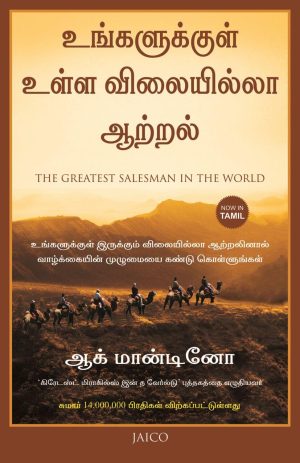 உங்களுக்குள்
உள்ள விலையில்லா
ஆற்றல்
THE GREATEST SALESMAN IN THE WORLD
NOW IN
TAMIL
உங்களுக்குள் இருக்கும் விலையில்லா ஆற்றலினால்
வாழ்க்கையின் முழுமையை கண்டு கொள்ளுங்கள்
ஆக் மாண்டினோ
'கிரேடஸ்ட் மிராகில்ஸ் இன் த வேர்ல்டு' புத்தகத்தை எழுதியவர்
சுமார் 14,000,000 பிரதிகள் விற்கப்பட்டுள்ளது
JAICO